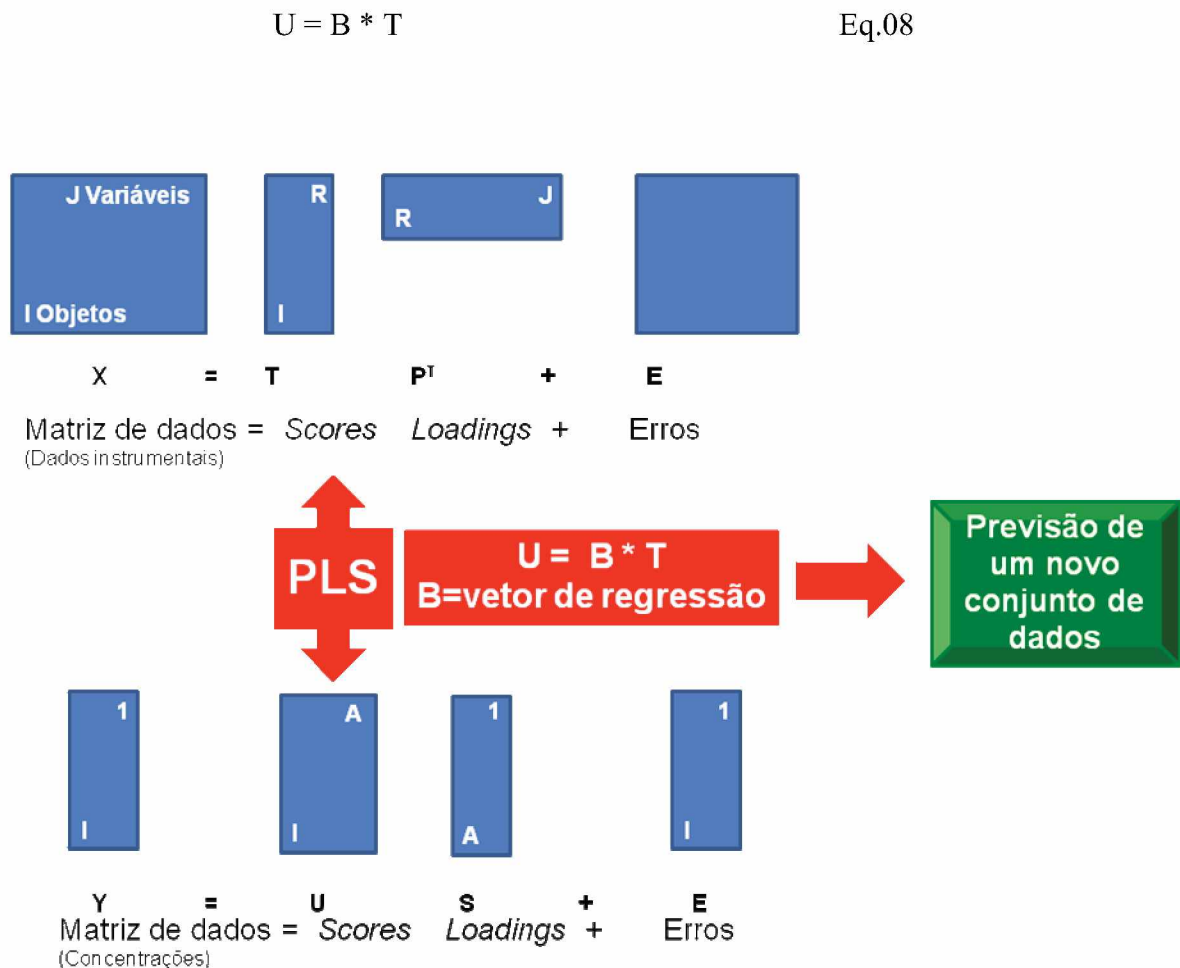 U = B * T Eq.08
J Variáveis
I Objetos
R
I
R J
X = T Pᵀ + E
Matriz de dados = Scores Loadings + Erros
(Dados instrumentais)
PLS
U = B * T
B=vetor de regressão
Previsão de
um novo
conjunto de
dados
1
I
A
I
1
A
1
I
Y = U S + E
Matriz de dados = Scores Loadings + Erros
(Concentrações)